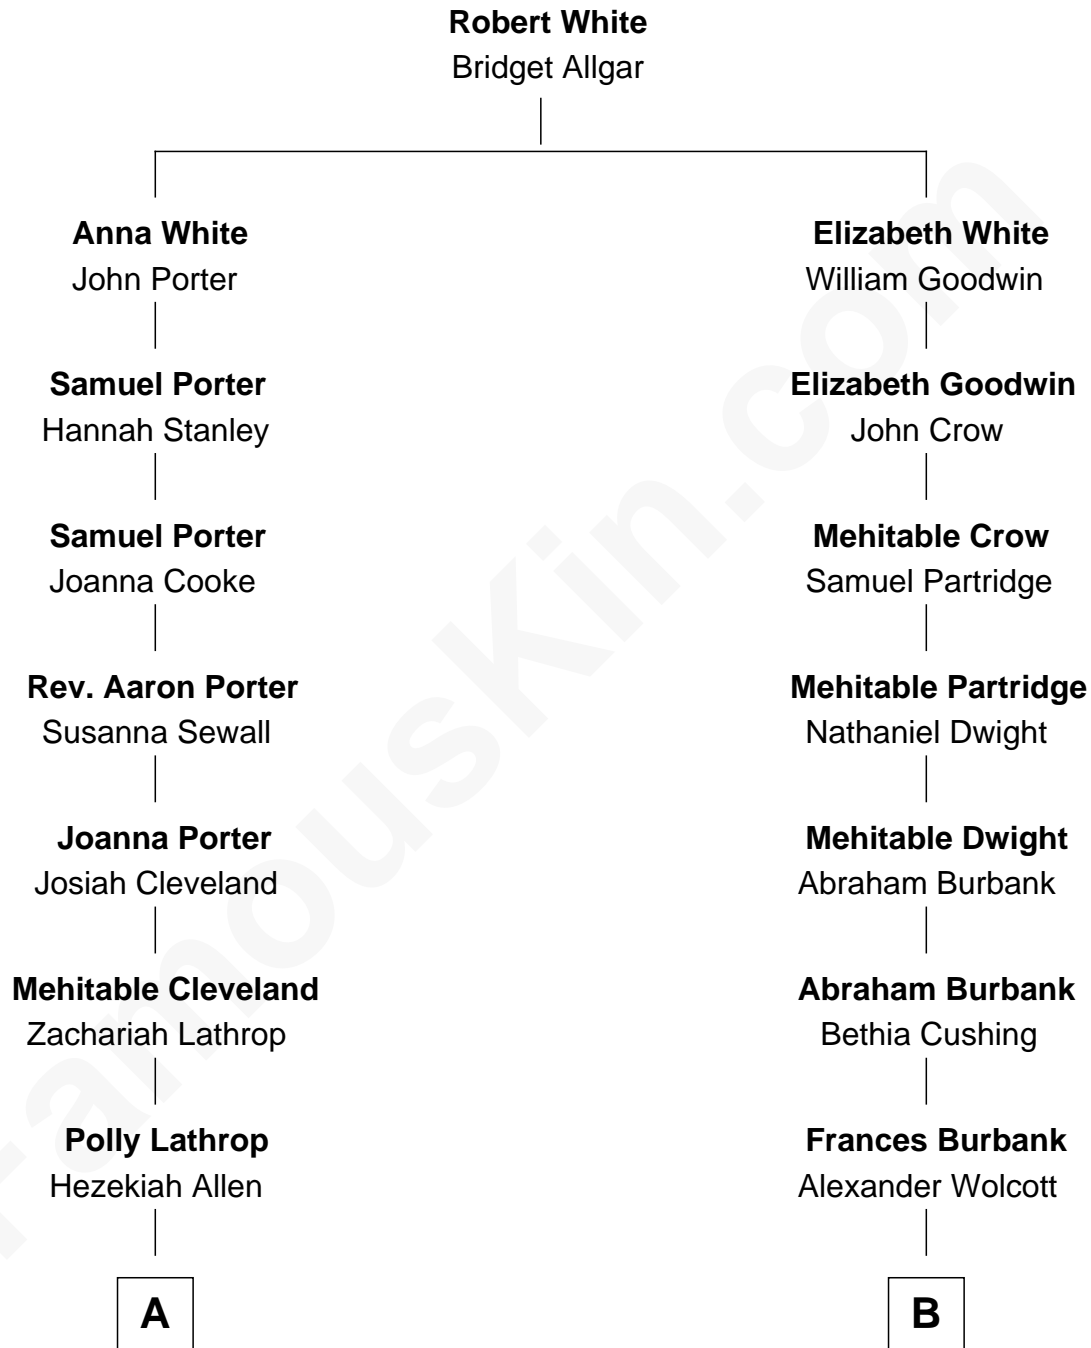 Robert White
Bridget Allgar
Anna White
John Porter
Elizabeth White
William Goodwin
Samuel Porter
Hannah Stanley
Elizabeth Goodwin
John Crow
Samuel Porter
Joanna Cooke
Mehitable Crow
Samuel Partridge
Rev. Aaron Porter
Susanna Sewall
Mehitable Partridge
Nathaniel Dwight
Joanna Porter
Josiah Cleveland
Mehitable Dwight
Abraham Burbank
Mehitable Cleveland
Zachariah Lathrop
Abraham Burbank
Bethia Cushing
Polly Lathrop
Hezekiah Allen
Frances Burbank
Alexander Wolcott
A
B
FamousKin.com